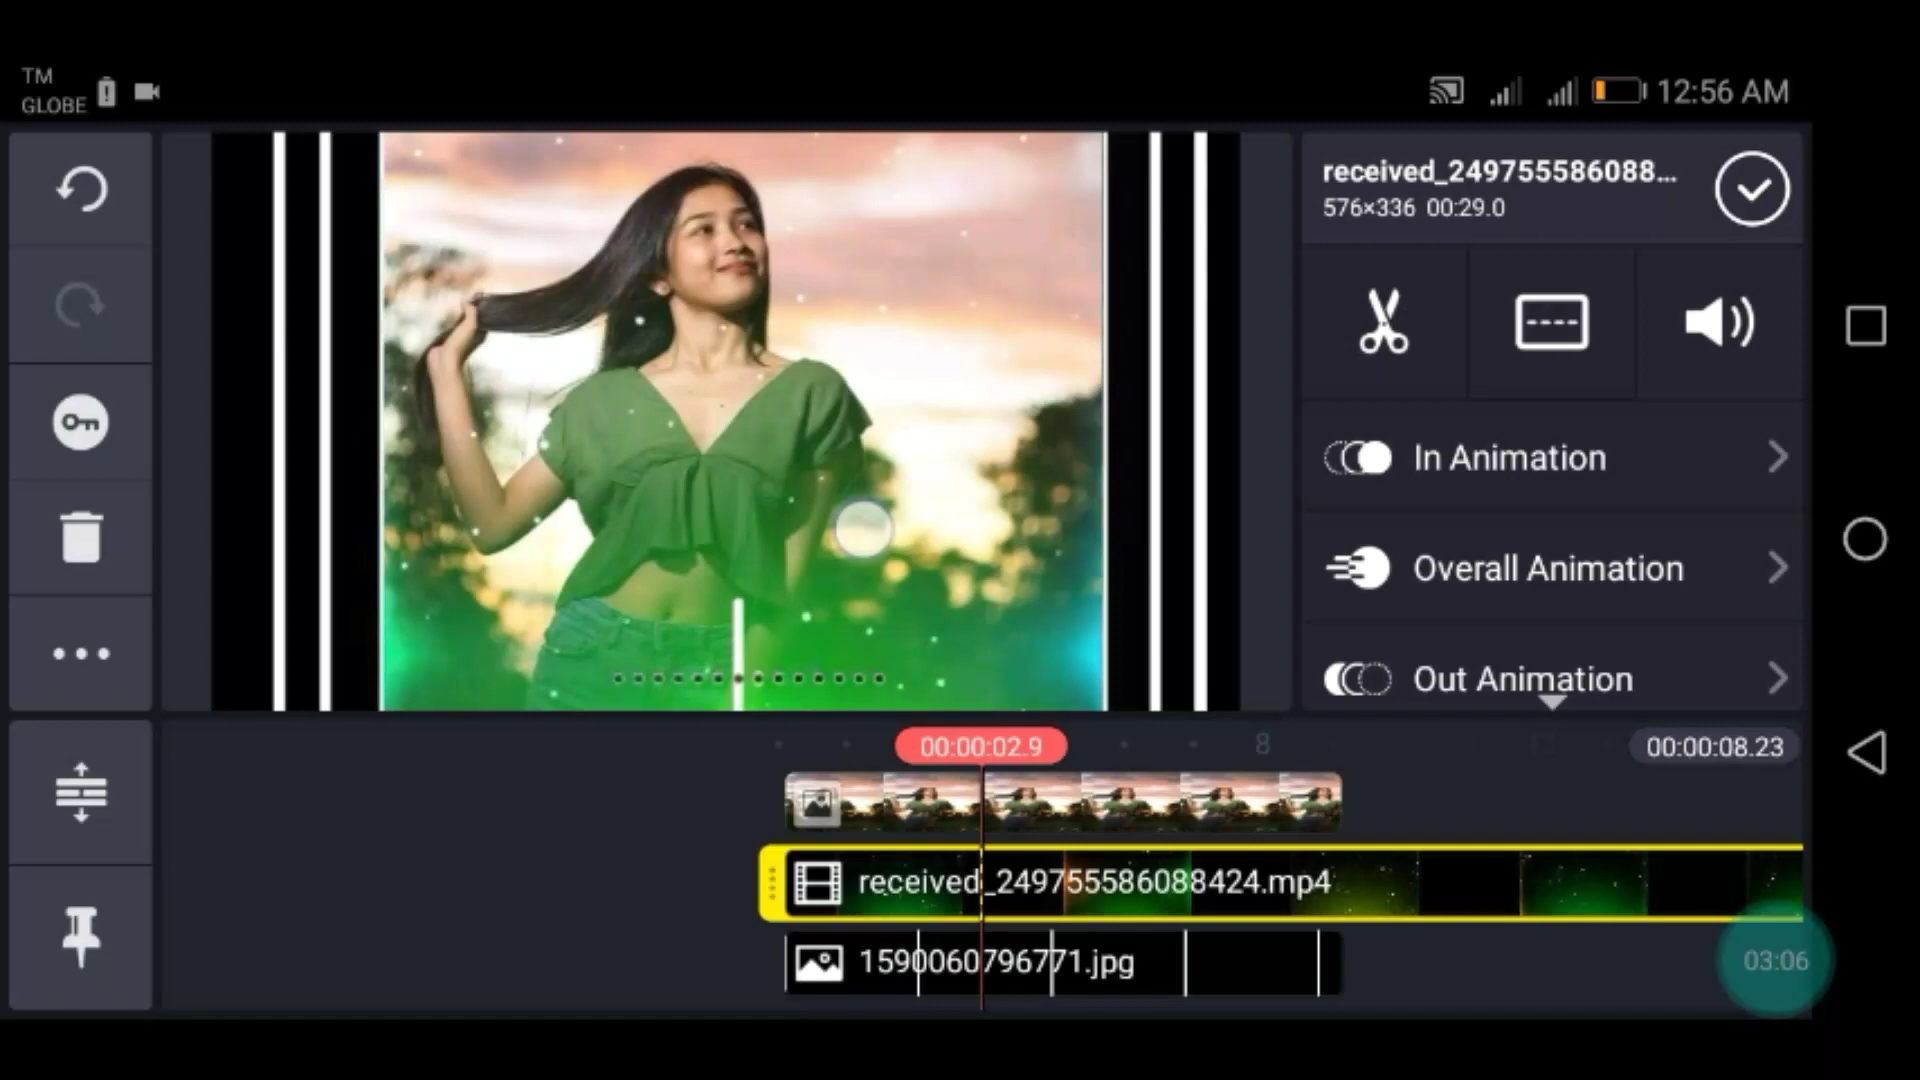 TM
GLOBE
12:56 AM
received_249755586088...
576×336 00:29.0
In Animation
Overall Animation
Out Animation
00:00:02.9
8
00:00:08.23
received_249755586088424.mp4
1590060796771.jpg
03:06